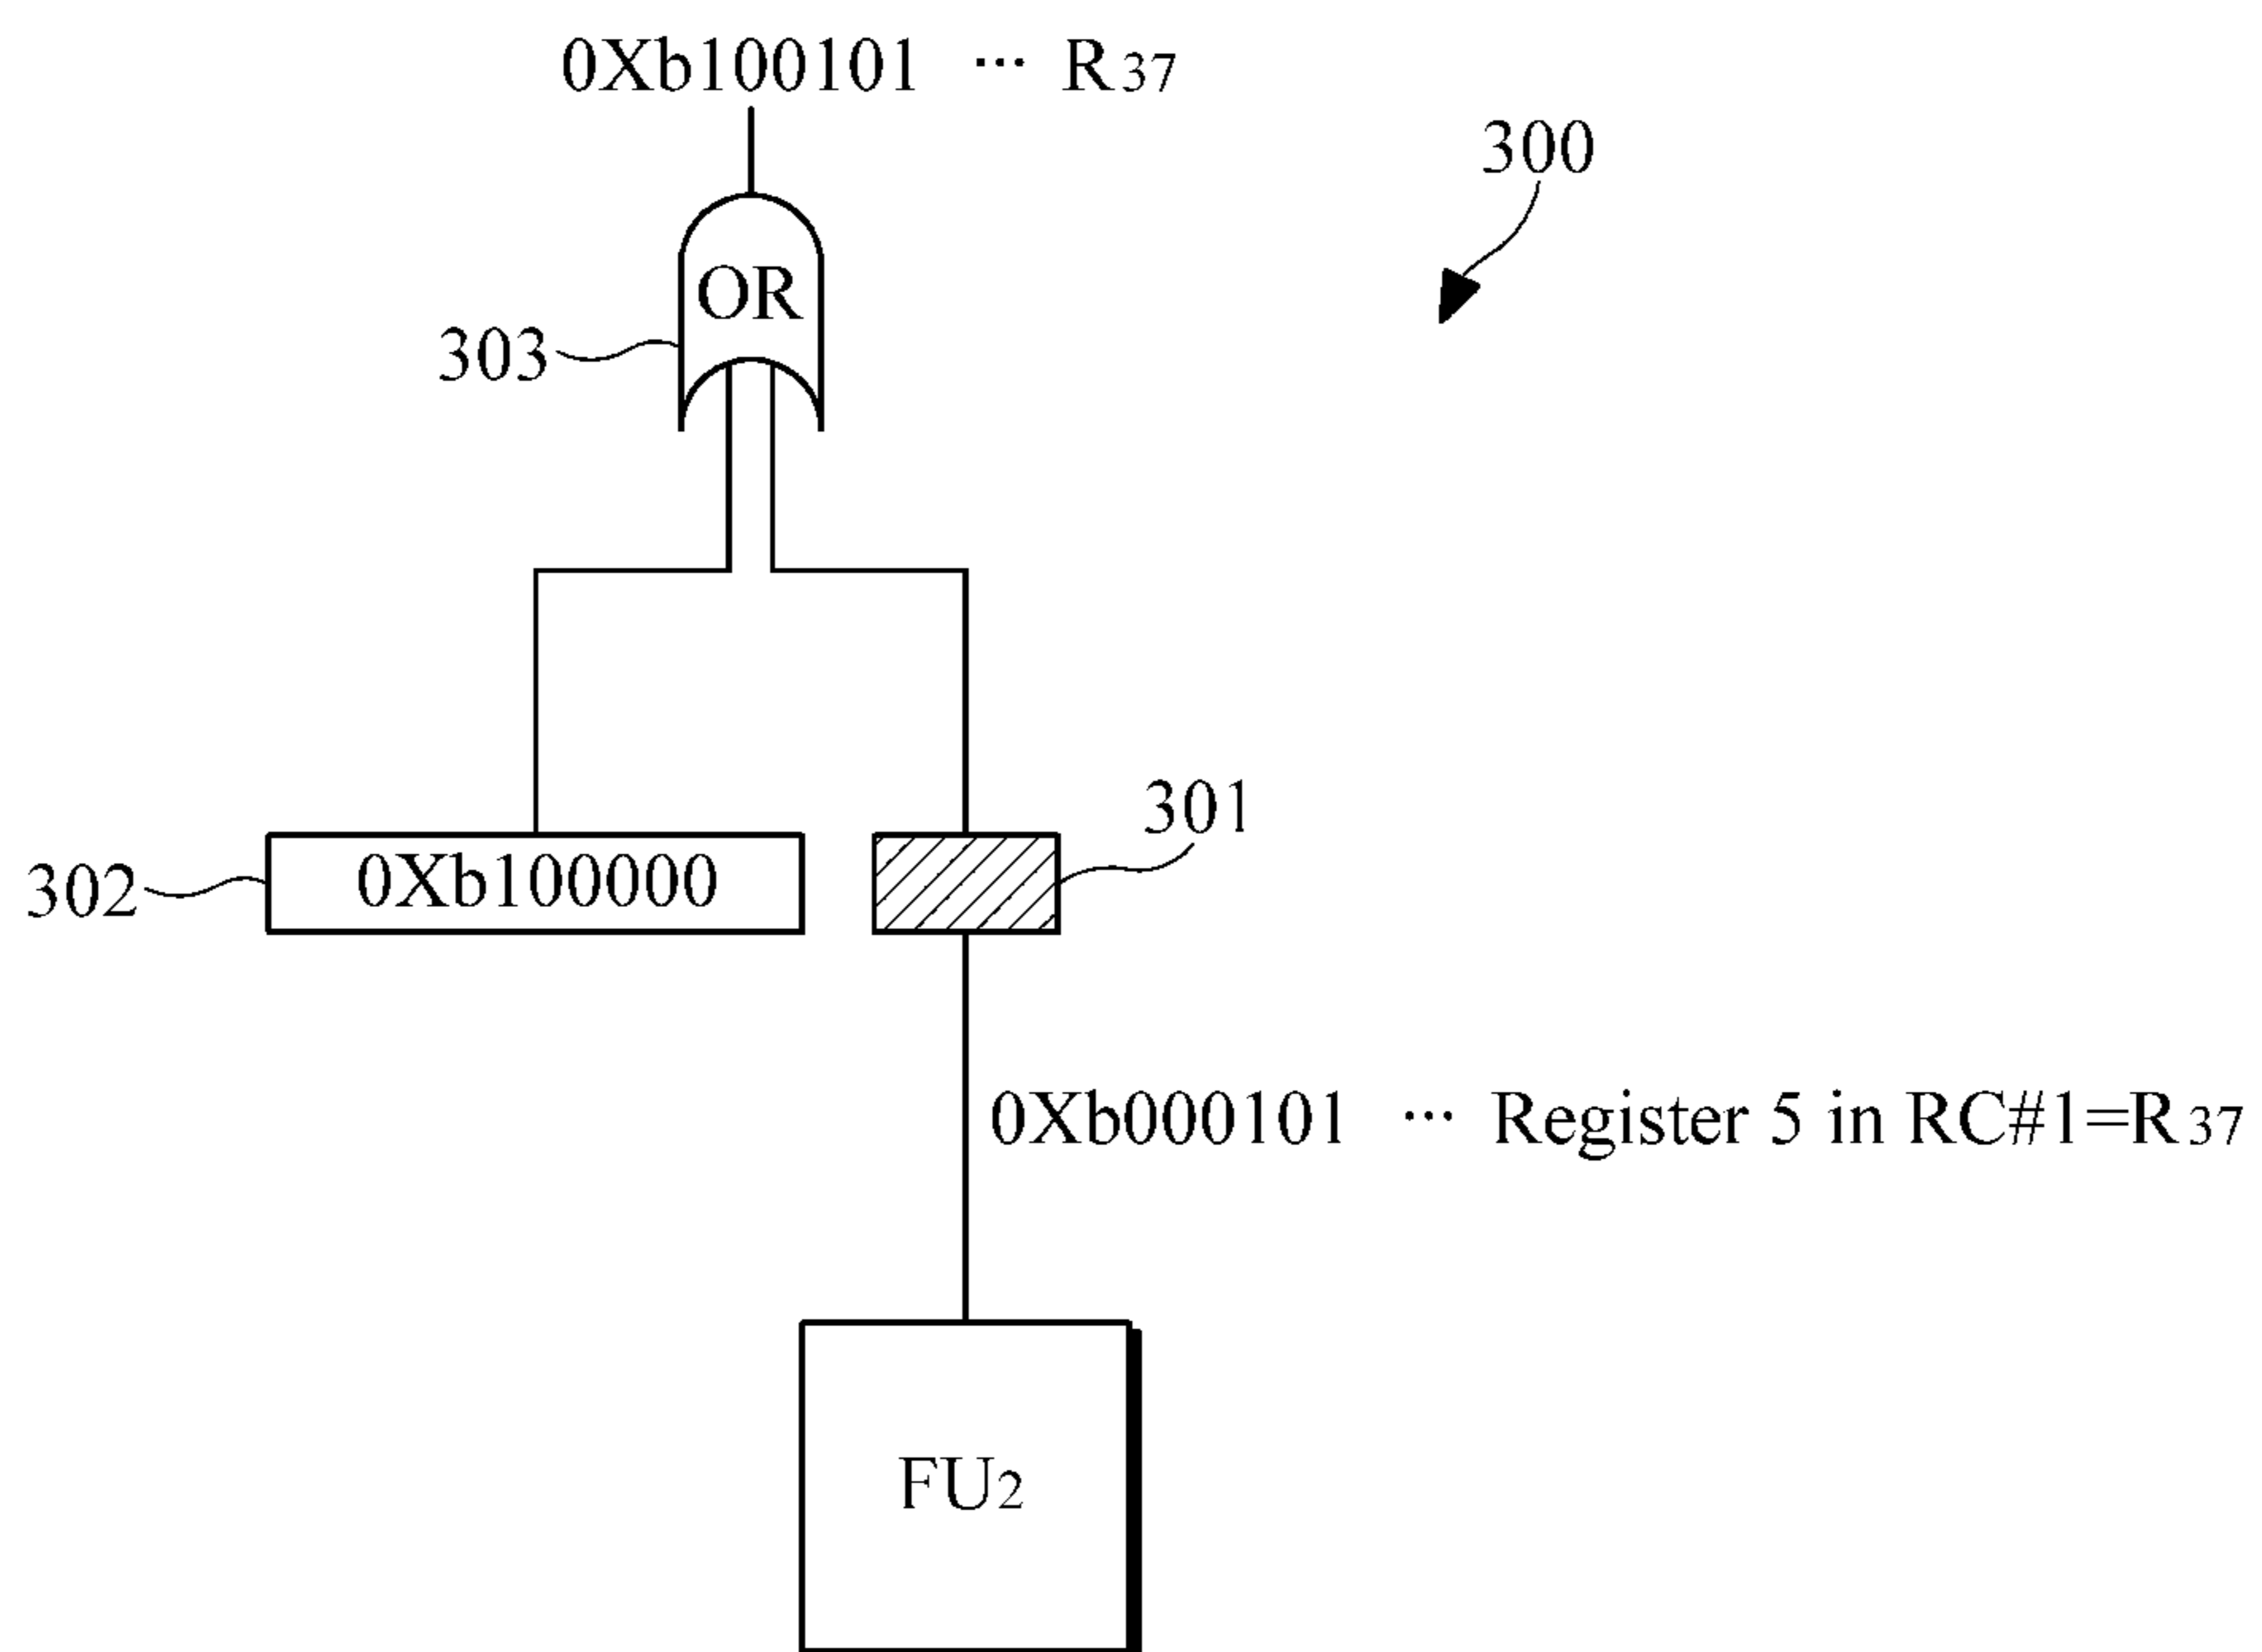 0Xb100101 ··· R37
300
OR
303
301
302
0Xb100000
0Xb000101 ··· Register 5 in RC#1=R37
FU2